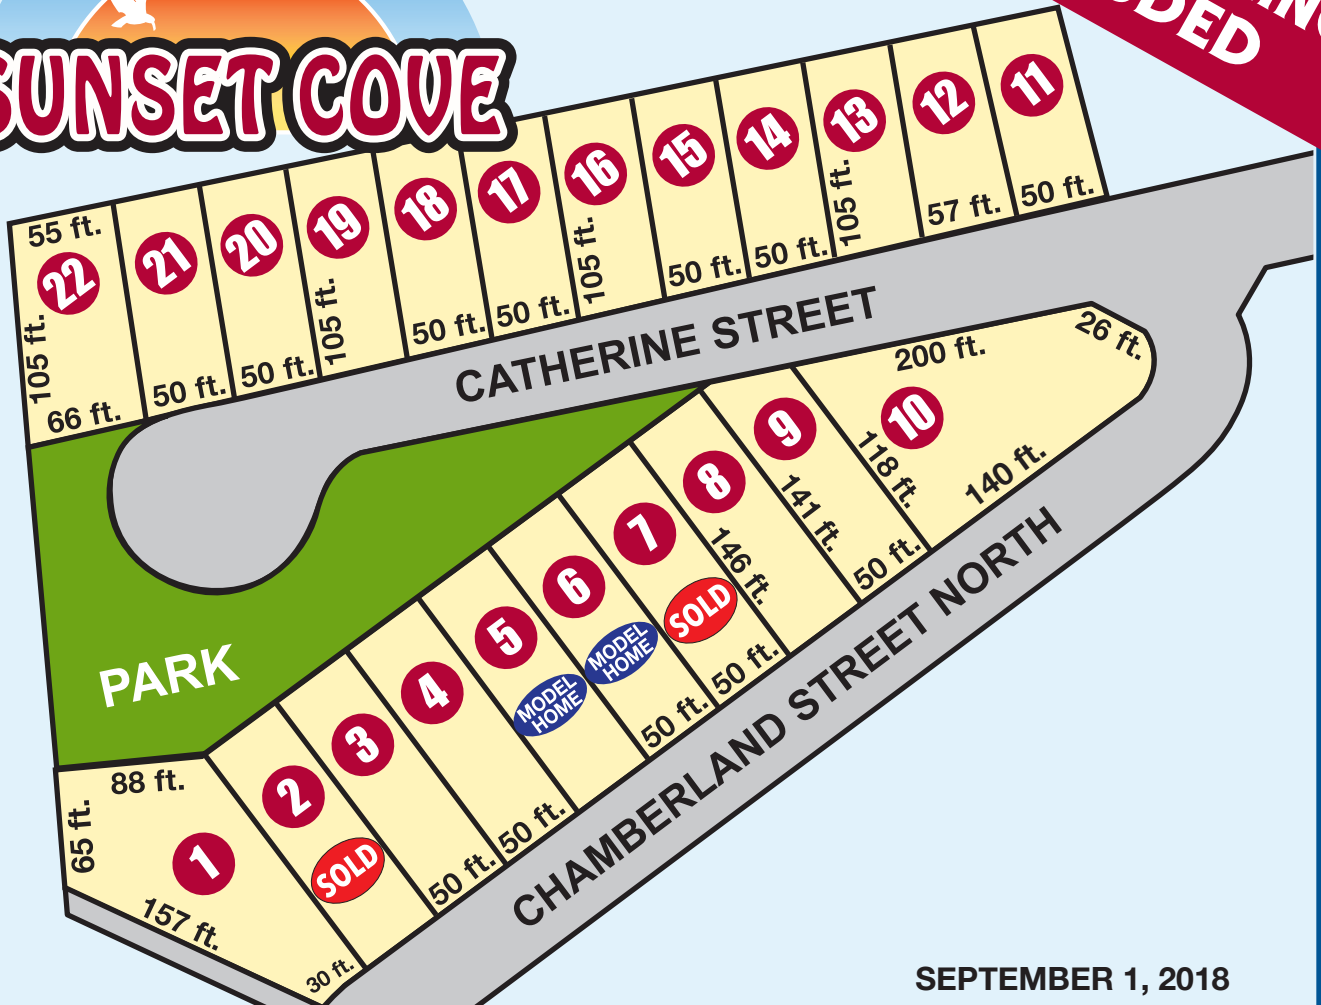 SUNSET COVE
DED
11
12
13
14
15
16
17
18
19
20
21
22
55 ft.
105 ft.
66 ft.
50 ft.
50 ft.
105 ft.
50 ft.
50 ft.
105 ft.
50 ft.
50 ft.
105 ft.
57 ft.
50 ft.
CATHERINE STREET
200 ft.
26 ft.
10
118 ft.
140 ft.
9
141 ft.
50 ft.
8
146 ft.
50 ft.
7
SOLD
50 ft.
6
MODEL
HOME
5
MODEL
HOME
4
50 ft.
3
50 ft.
2
SOLD
PARK
88 ft.
65 ft.
1
157 ft.
30 ft.
CHAMBERLAND STREET NORTH
SEPTEMBER 1, 2018